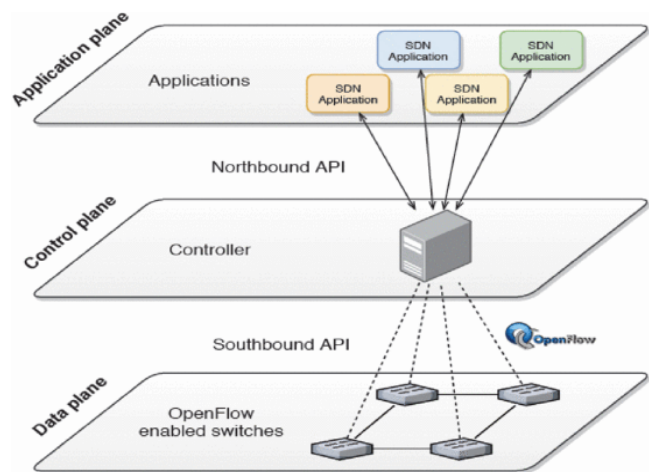 Application plane
SDN
Application
SDN
Application
Applications
SDN
Application
SDN
Application
Northbound API
Control plane
Controller
Southbound API
OpenFlow
Data plane
OpenFlow
enabled switches